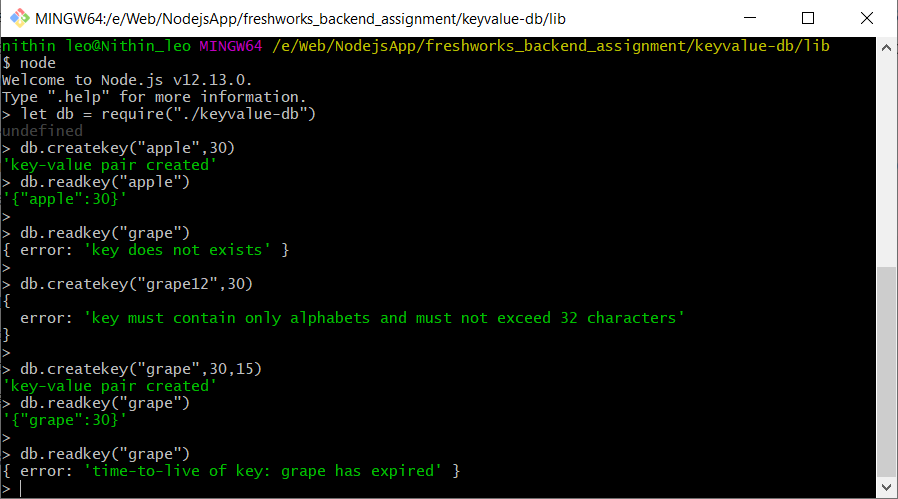 MINGW64:/e/Web/NodejsApp/freshworks_backend_assignment/keyvalue-db/lib
nithin leo@Nithin_leo MINGW64 /e/Web/NodejsApp/freshworks_backend_assignment/keyvalue-db/lib
$ node
Welcome to Node.js v12.13.0.
Type ".help" for more information.
> let db = require("./keyvalue-db")
undefined
> db.createkey("apple",30)
'key-value pair created'
> db.readkey("apple")
'{"apple":30}'
>
> db.readkey("grape")
{ error: 'key does not exists' }
>
> db.createkey("grape12",30)
{
  error: 'key must contain only alphabets and must not exceed 32 characters'
}
>
> db.createkey("grape",30,15)
'key-value pair created'
> db.readkey("grape")
'{"grape":30}'
>
> db.readkey("grape")
{ error: 'time-to-live of key: grape has expired' }
>